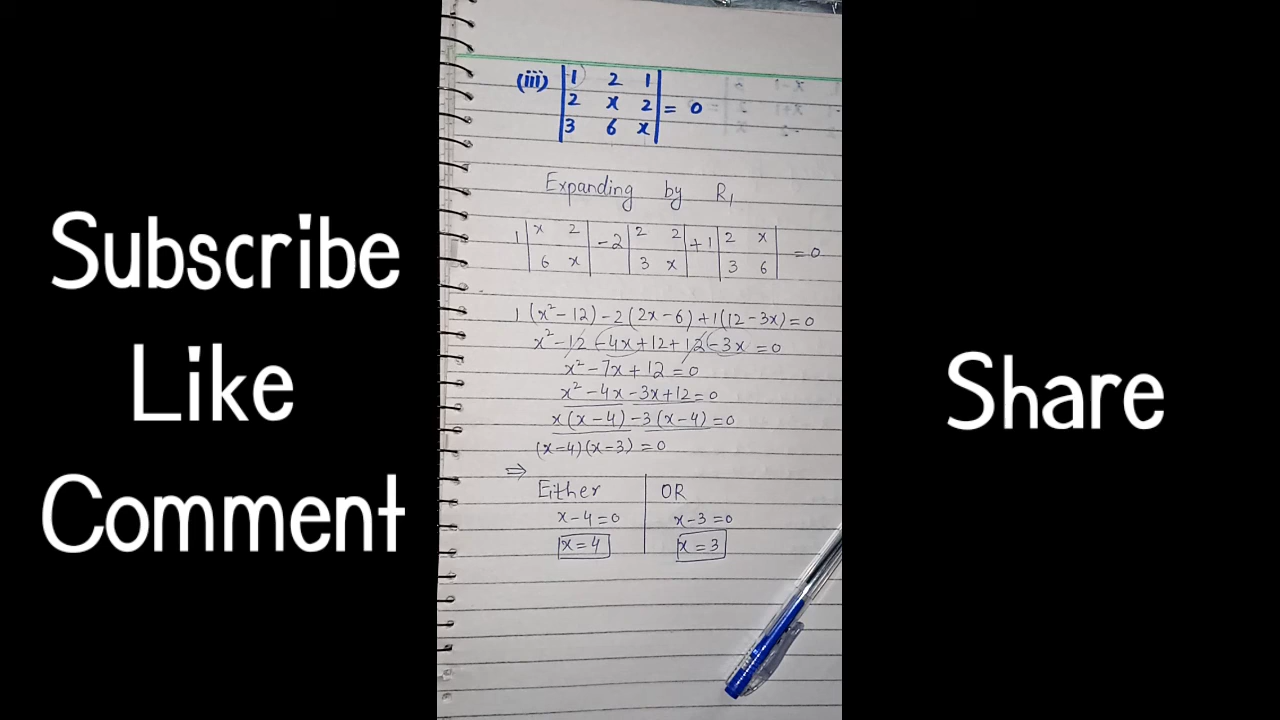 Subscribe
Like
Comment
(iii) | 1 2 1 |
| 2 x 2 | = 0
| 3 6 x |
Expanding by R₁
1 | x 2 | -2 | 2 2 | +1 | 2 x | = 0
| 6 x | | 3 x | | 3 6 |
1 (x² - 12) - 2(2x - 6) + 1(12 - 3x) = 0
x² - 12 - 4x + 12 + 12 - 3x = 0
x² - 7x + 12 = 0
x² - 4x - 3x + 12 = 0
x(x - 4) - 3(x - 4) = 0
(x - 4)(x - 3) = 0
⇒
Either | OR
x - 4 = 0 | x - 3 = 0
x = 4 | x = 3
Share